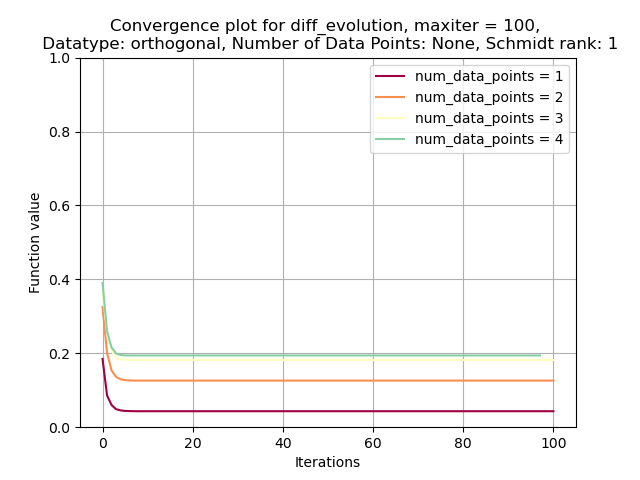 Convergence plot for diff_evolution, maxiter = 100,
Datatype: orthogonal, Number of Data Points: None, Schmidt rank: 1
1.0
0.8
0.6
0.4
0.2
0.0
Function value
num_data_points = 1
num_data_points = 2
num_data_points = 3
num_data_points = 4
0 20 40 60 80 100
Iterations